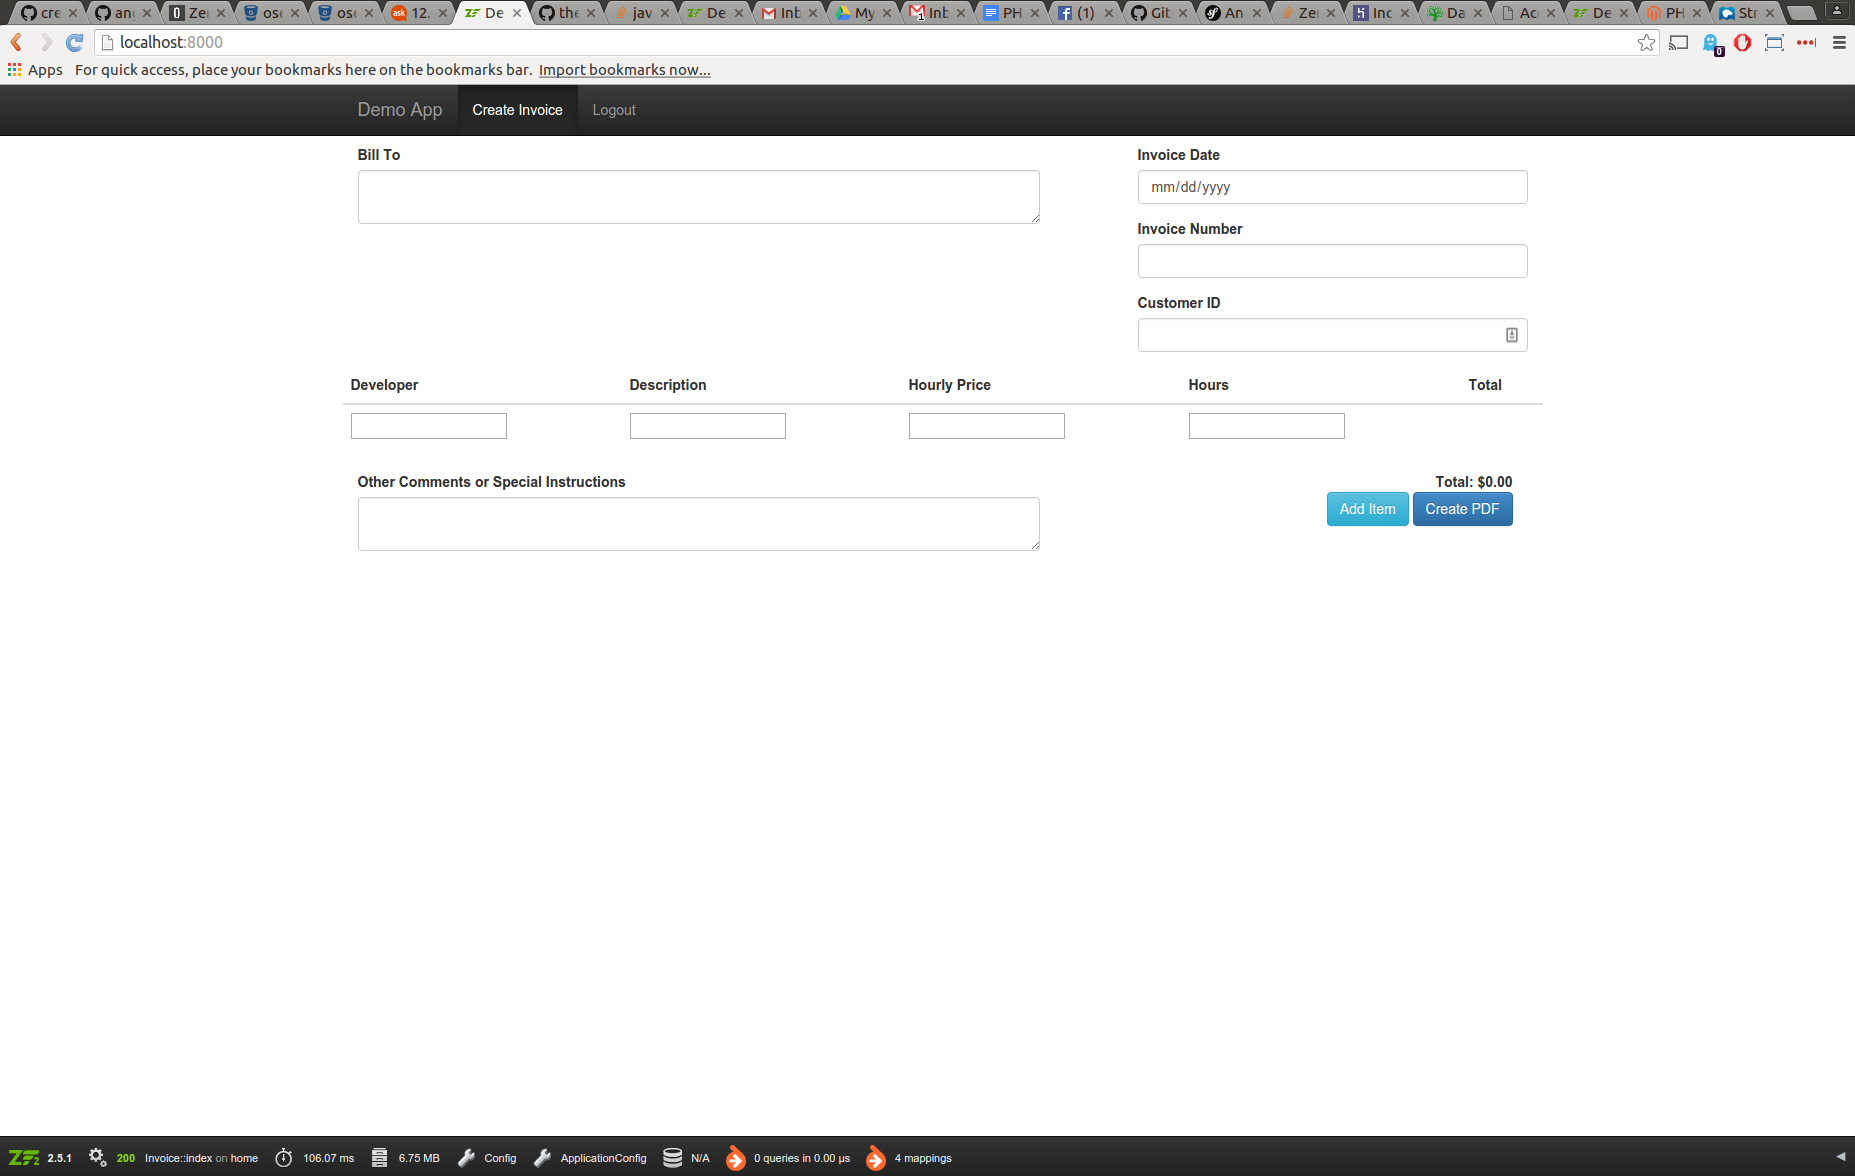 cre ang Ze ose ose 12. De the jav De Inb My Inb PH (1) Git An Ze Inc Da Ac De PH Str
localhost:8000
Apps For quick access, place your bookmarks here on the bookmarks bar. Import bookmarks now...
Demo App Create Invoice Logout
Bill To Invoice Date
mm/dd/yyyy
Invoice Number
Customer ID
Developer Description Hourly Price Hours Total
Other Comments or Special Instructions Total: $0.00
Add Item Create PDF
ZF2 2.5.1 200 Invoice::index on home 106.07 ms 6.75 MB Config ApplicationConfig N/A 0 queries in 0.00 µs 4 mappings